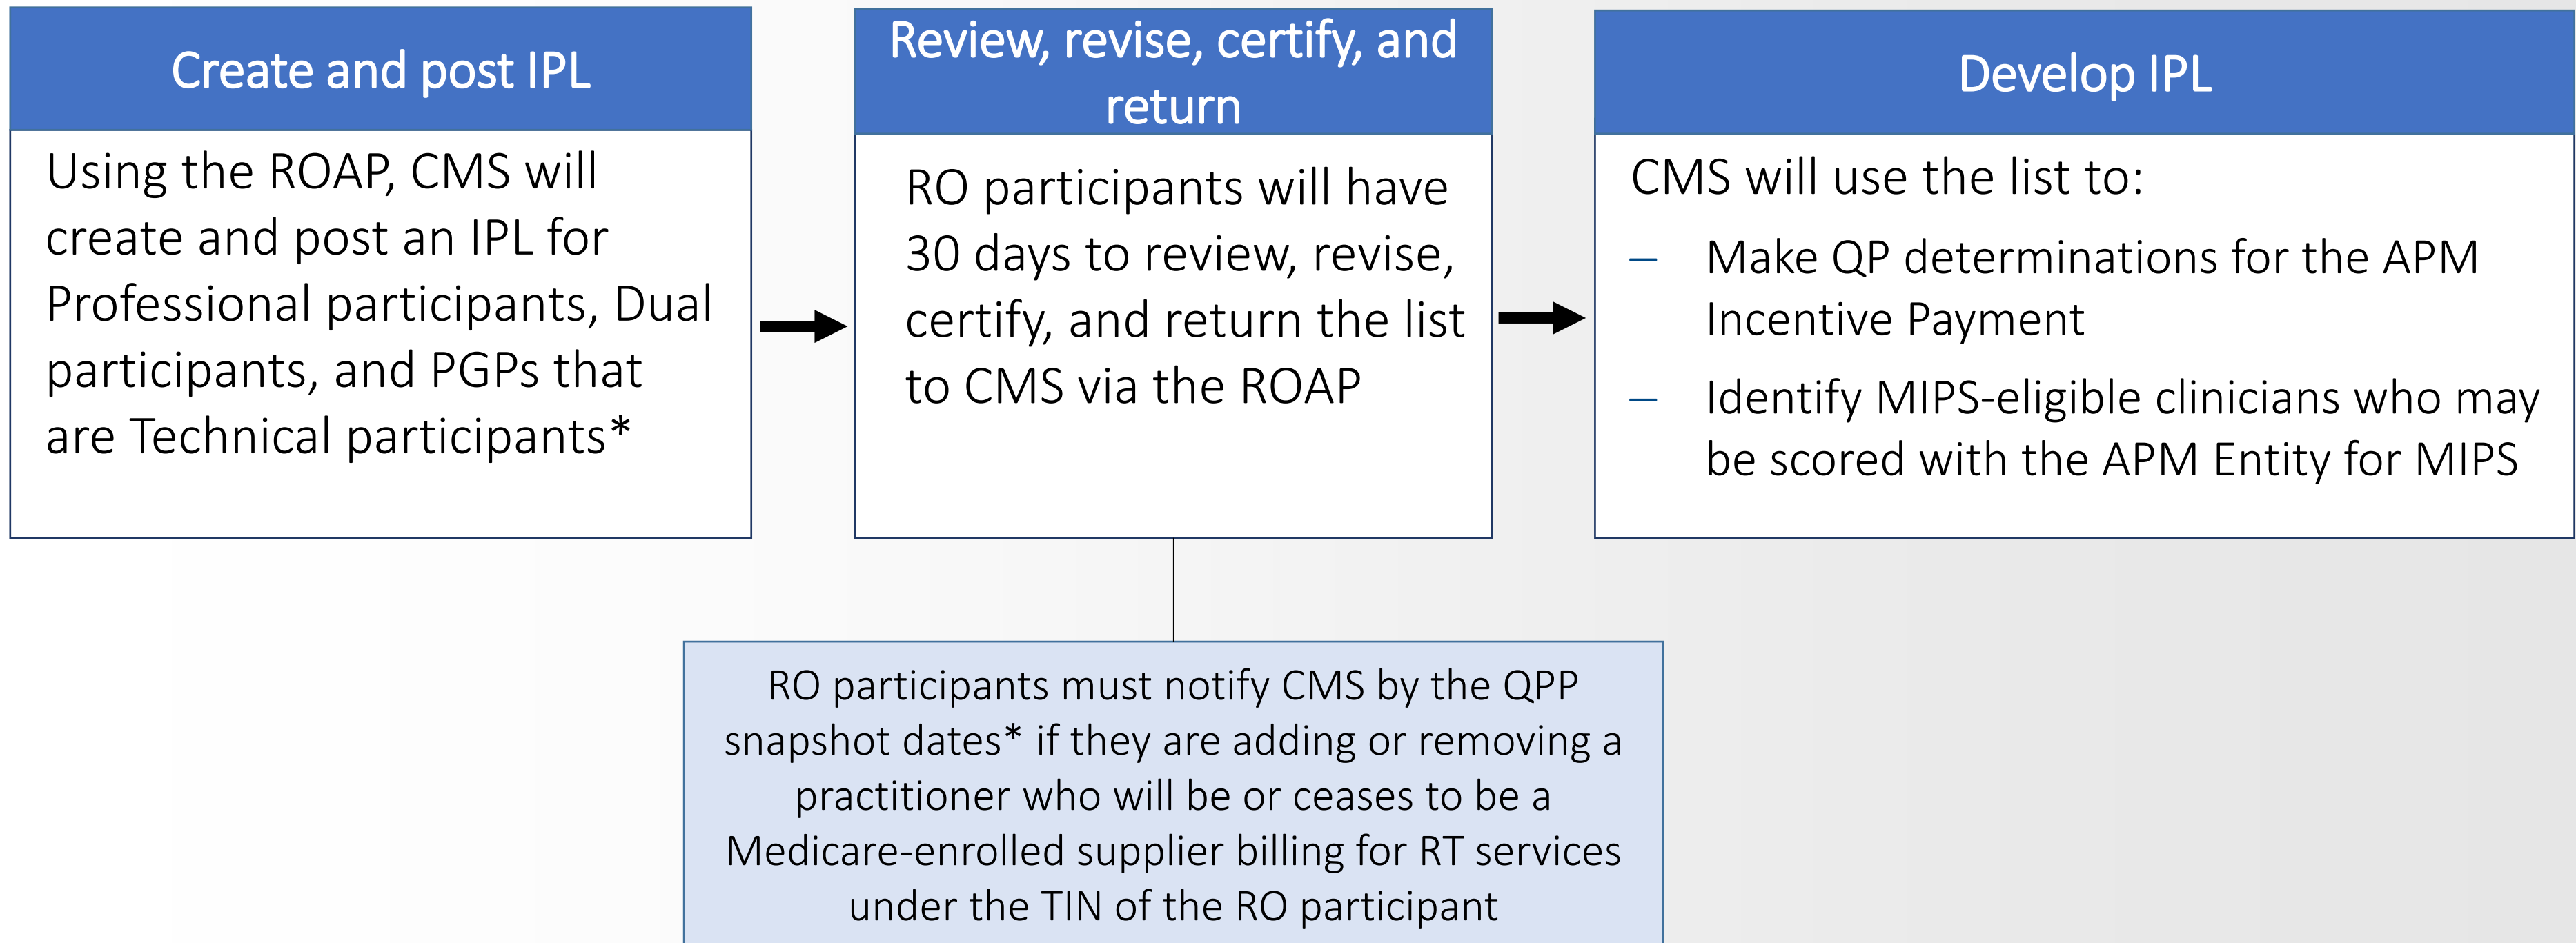 Create and post IPL
Using the ROAP, CMS will
create and post an IPL for
Professional participants, Dual
participants, and PGPs that
are Technical participants*
Review, revise, certify, and
return
RO participants will have
30 days to review, revise,
certify, and return the list
to CMS via the ROAP
Develop IPL
CMS will use the list to:
– Make QP determinations for the APM
Incentive Payment
– Identify MIPS-eligible clinicians who may
be scored with the APM Entity for MIPS
RO participants must notify CMS by the QPP
snapshot dates* if they are adding or removing a
practitioner who will be or ceases to be a
Medicare-enrolled supplier billing for RT services
under the TIN of the RO participant